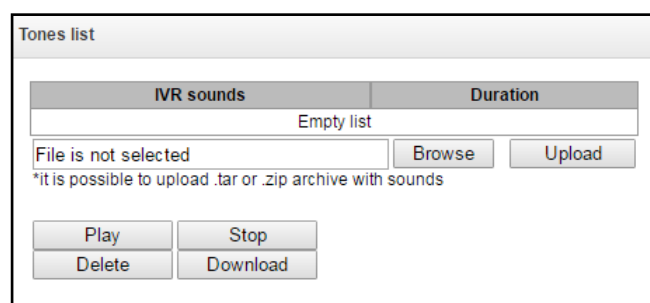 Tones list
IVR sounds Duration
Empty list
File is not selected Browse Upload
*it is possible to upload .tar or .zip archive with sounds
Play Stop
Delete Download